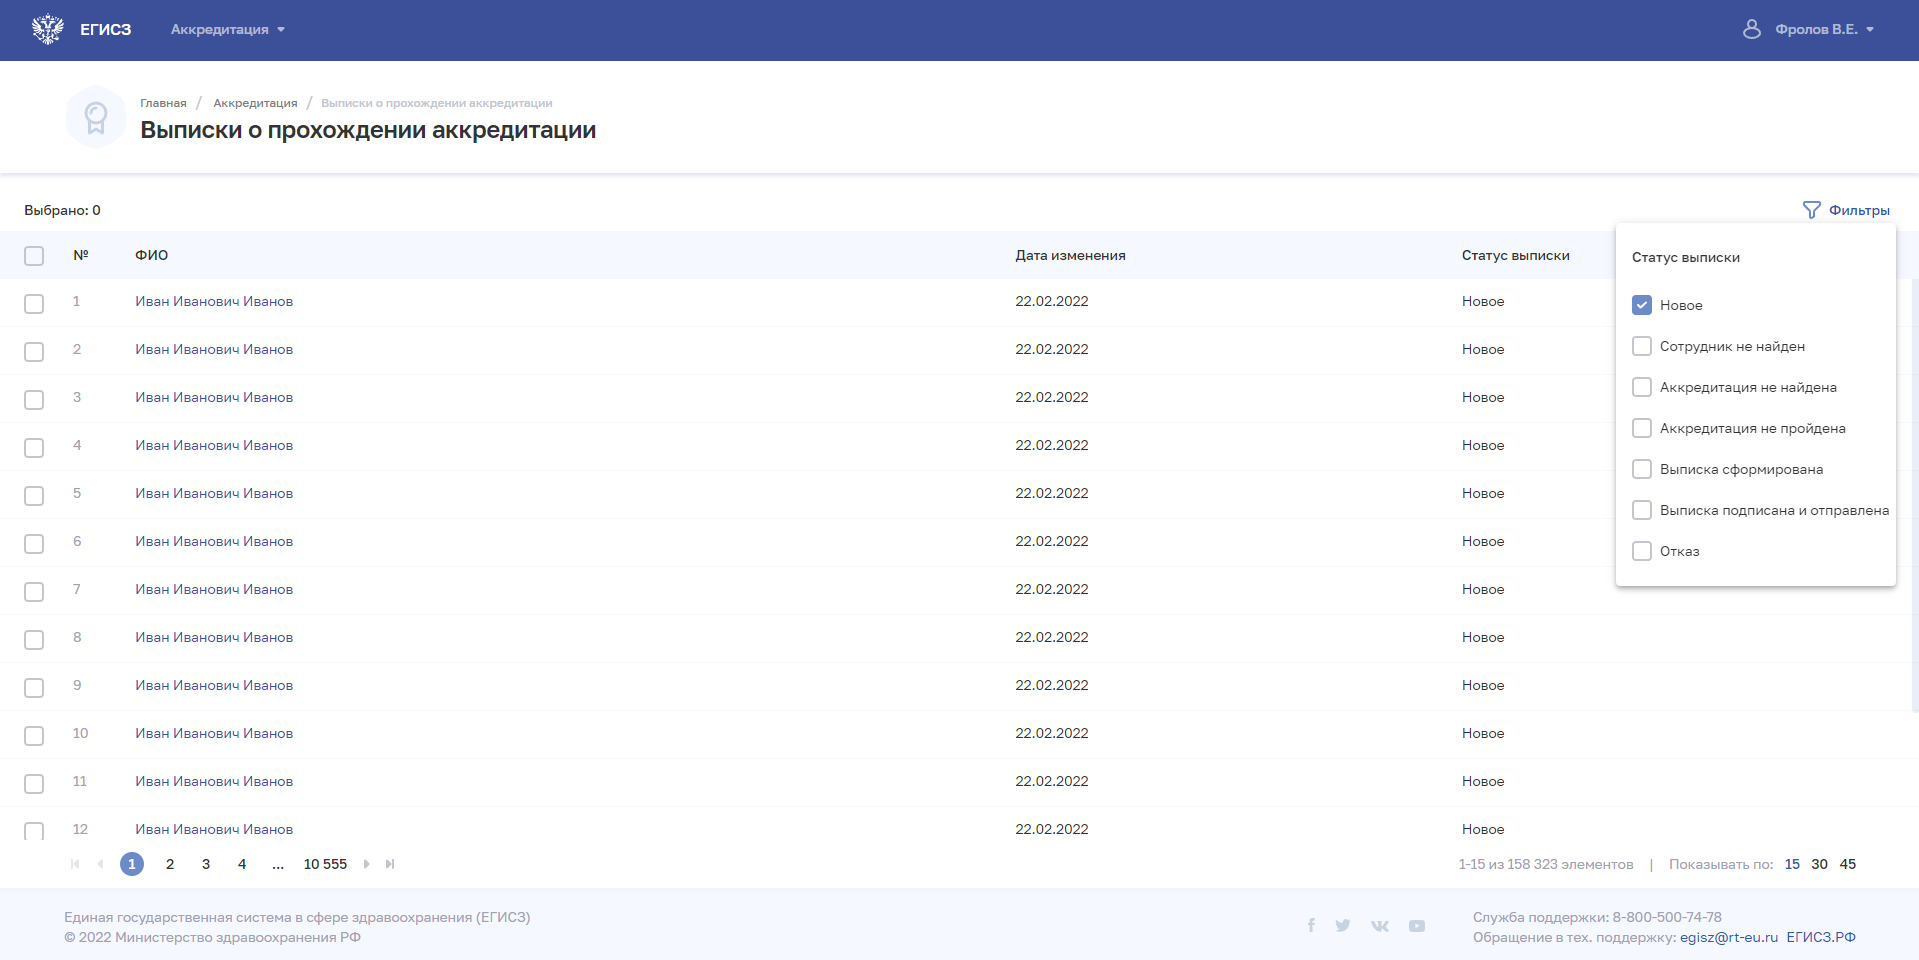 ЕГИСЗ Аккредитация Фролов В.Е.
Главная / Аккредитация / Выписки о прохождении аккредитации
Выписки о прохождении аккредитации
Выбрано: 0 Фильтры
№ ФИО Дата изменения Статус выписки
1 Иван Иванович Иванов 22.02.2022 Новое
2 Иван Иванович Иванов 22.02.2022 Новое
3 Иван Иванович Иванов 22.02.2022 Новое
4 Иван Иванович Иванов 22.02.2022 Новое
5 Иван Иванович Иванов 22.02.2022 Новое
6 Иван Иванович Иванов 22.02.2022 Новое
7 Иван Иванович Иванов 22.02.2022 Новое
8 Иван Иванович Иванов 22.02.2022 Новое
9 Иван Иванович Иванов 22.02.2022 Новое
10 Иван Иванович Иванов 22.02.2022 Новое
11 Иван Иванович Иванов 22.02.2022 Новое
12 Иван Иванович Иванов 22.02.2022 Новое
Статус выписки
Новое
Сотрудник не найден
Аккредитация не найдена
Аккредитация не пройдена
Выписка сформирована
Выписка подписана и отправлена
Отказ
1 2 3 4 ... 10 555 1-15 из 158 323 элементов | Показывать по: 15 30 45
Единая государственная система в сфере здравоохранения (ЕГИСЗ)
© 2022 Министерство здравоохранения РФ
Служба поддержки: 8-800-500-74-78
Обращение в тех. поддержку: egisz@rt-eu.ru ЕГИСЗ.РФ